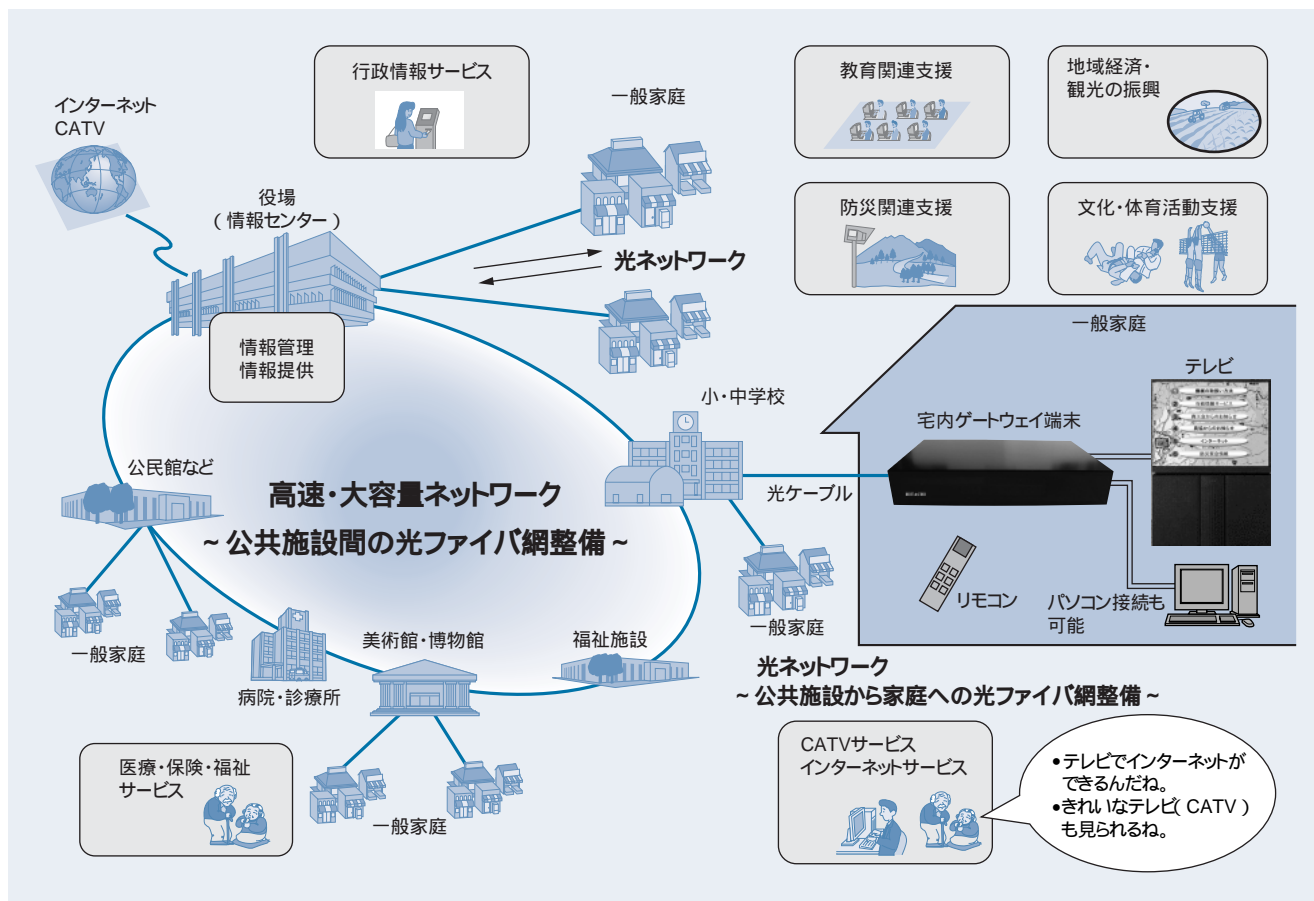 行政情報サービス
教育関連支援
地域経済・
観光の振興
インターネット
CATV
一般家庭
役場
(情報センター)
防災関連支援
文化・体育活動支援
光ネットワーク
情報管理
情報提供
一般家庭
テレビ
小・中学校
宅内ゲートウェイ端末
インターネット
公民館など
高速・大容量ネットワーク
~公共施設間の光ファイバ網整備~
光ケーブル
リモコン
パソコン接続も
可能
一般家庭
一般家庭
美術館・博物館
福祉施設
病院・診療所
光ネットワーク
~公共施設から家庭への光ファイバ網整備~
医療・保険・福祉
サービス
一般家庭
CATVサービス
インターネットサービス
•テレビでインターネットが
できるんだね。
•きれいなテレビ(CATV)
も見られるね。